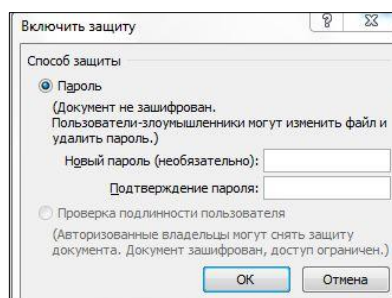 Включить защиту
Способ защиты
Пароль
(Документ не зашифрован.
Пользователи-злоумышленники могут изменить файл и
удалить пароль.)
Новый пароль (необязательно):
Подтверждение пароля:
Проверка подлинности пользователя
(Авторизованные владельцы могут снять защиту
документа. Документ зашифрован, доступ ограничен.)
ОК Отмена